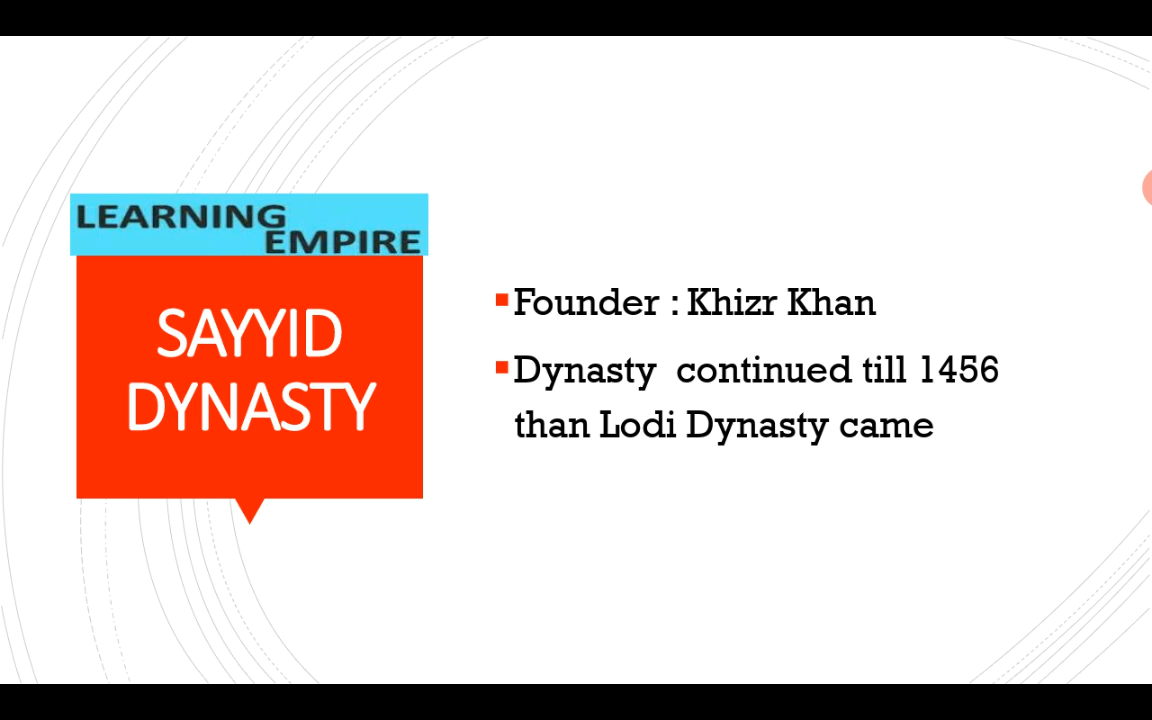 LEARNING
EMPIRE
SAYYID
DYNASTY
Founder : Khizr Khan
Dynasty continued till 1456
than Lodi Dynasty came